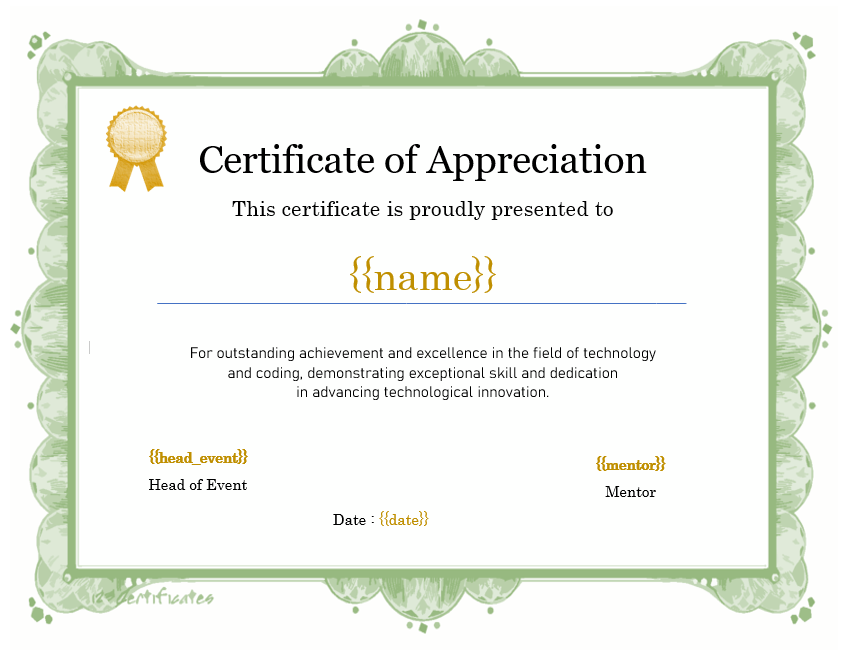 Certificate of Appreciation
This certificate is proudly presented to
{{name}}
For outstanding achievement and excellence in the field of technology
and coding, demonstrating exceptional skill and dedication
in advancing technological innovation.
{{head_event}}
Head of Event
{{mentor}}
Mentor
Date : {{date}}
123Certificates